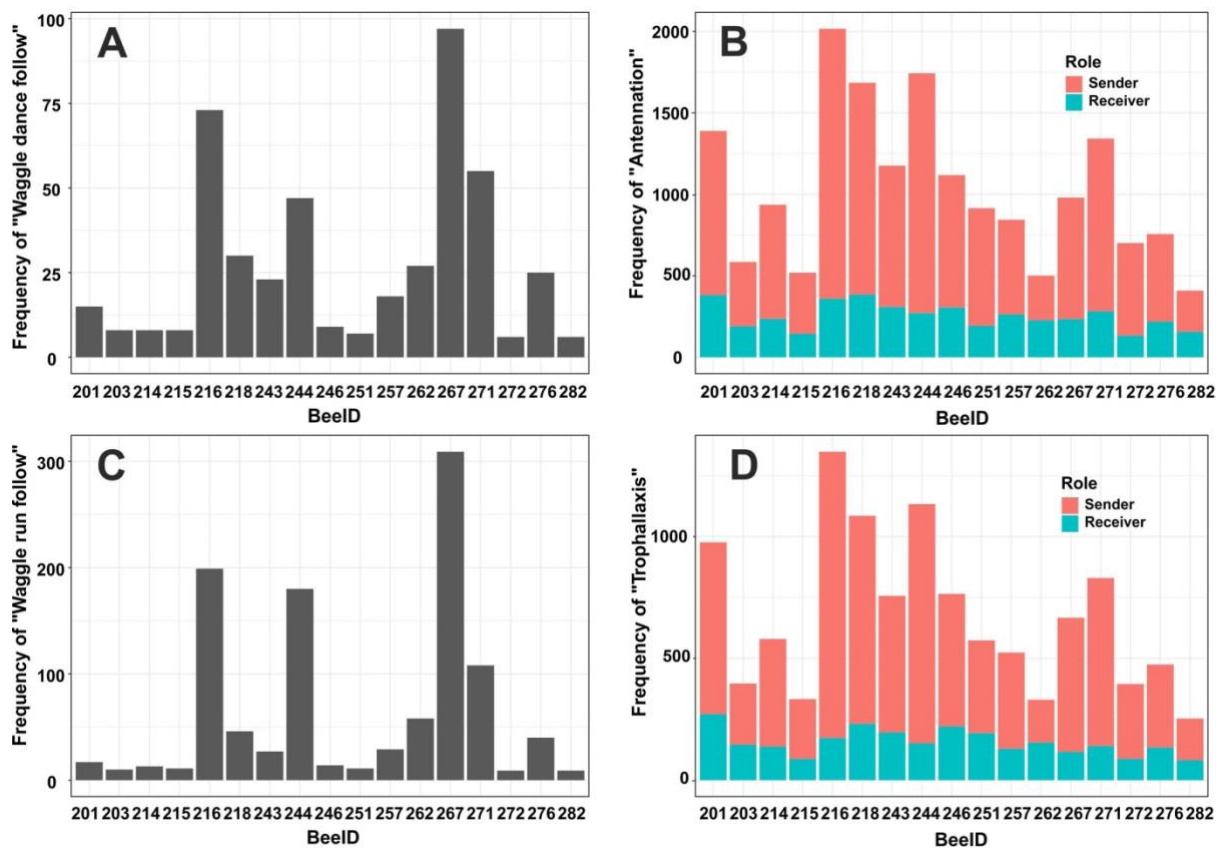 A
Frequency of "Waggle dance follow"
100
75
50
25
0
201 203 214 215 216 218 243 244 246 251 257 262 267 271 272 276 282
BeeID
B
Frequency of "Antennation"
2000
1500
1000
500
0
Role
Sender
Receiver
201 203 214 215 216 218 243 244 246 251 257 262 267 271 272 276 282
BeeID
C
Frequency of "Waggle run follow"
300
200
100
0
201 203 214 215 216 218 243 244 246 251 257 262 267 271 272 276 282
BeeID
D
Frequency of "Trophallaxis"
1000
500
0
Role
Sender
Receiver
201 203 214 215 216 218 243 244 246 251 257 262 267 271 272 276 282
BeeID